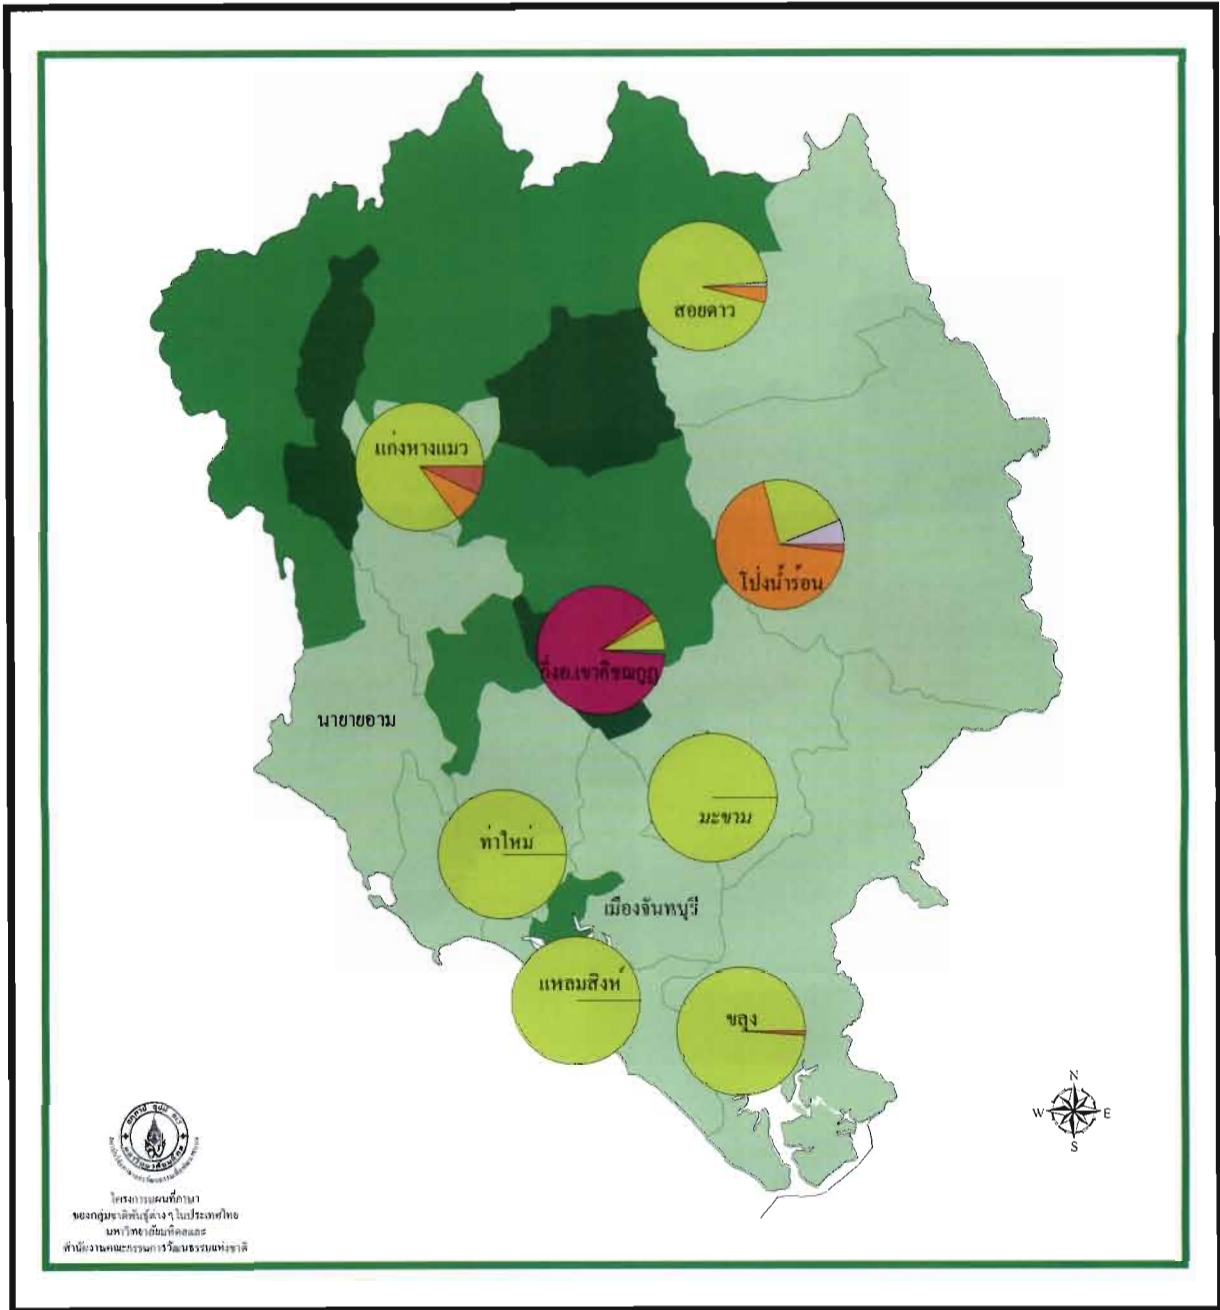 สอยดาว
แก่งหางแมว
โป่งน้ำร้อน
กิ่งอ.เขาคิชฌกูฏ
นายายอาม
มะขาม
ท่าใหม่
เมืองจันทบุรี
แหลมสิงห์
ขลุง
N
W E
S
โครงการแผนที่ภาษา
ของกลุ่มชาติพันธุ์ต่าง ๆ ในประเทศไทย
มหาวิทยาลัยมหิดลและ
สำนักงานคณะกรรมการวัฒนธรรมแห่งชาติ